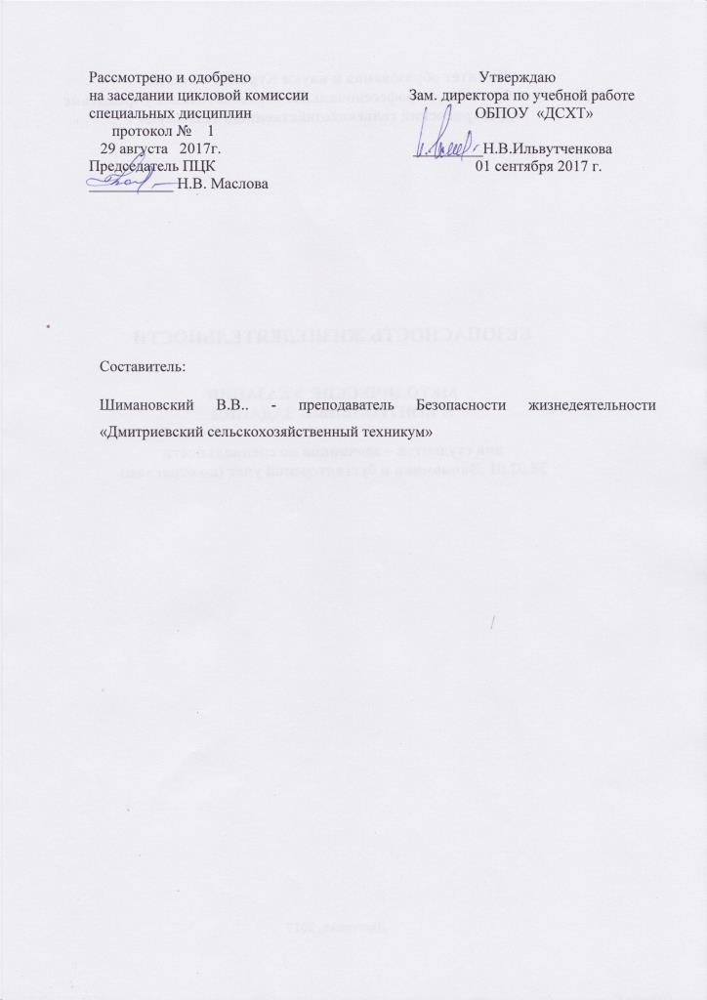 Рассмотрено и одобрено
на заседании цикловой комиссии
специальных дисциплин
протокол № 1
29 августа 2017г.
Председатель ПЦК
____________ Н.В. Маслова
Утверждаю
Зам. директора по учебной работе
ОБПОУ «ДСХТ»
__________Н.В.Ильвутченкова
01 сентября 2017 г.
Составитель:
Шимановский В.В.. - преподаватель Безопасности жизнедеятельности
«Дмитриевский сельскохозяйственный техникум»